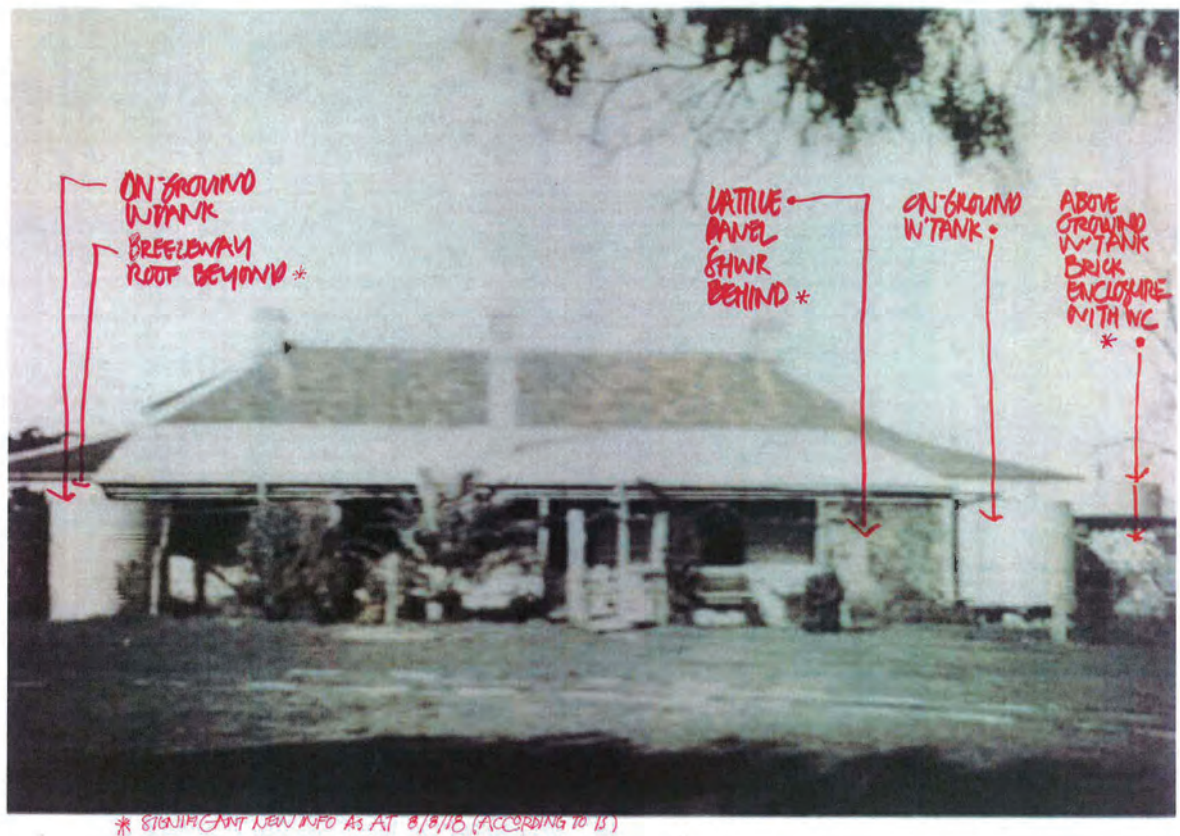 ON-GROUND
W'TANK
BREEZEWAY
ROOF BEYOND *
LATTICE
PANEL
SHWR
BEHIND *
ON-GROUND
W'TANK
ABOVE
GROUND
W'TANK
BRICK
ENCLOSURE
WITH WC
*
* SIGNIFICANT NEW INFO AS AT 8/8/18 (ACCORDING TO IS)